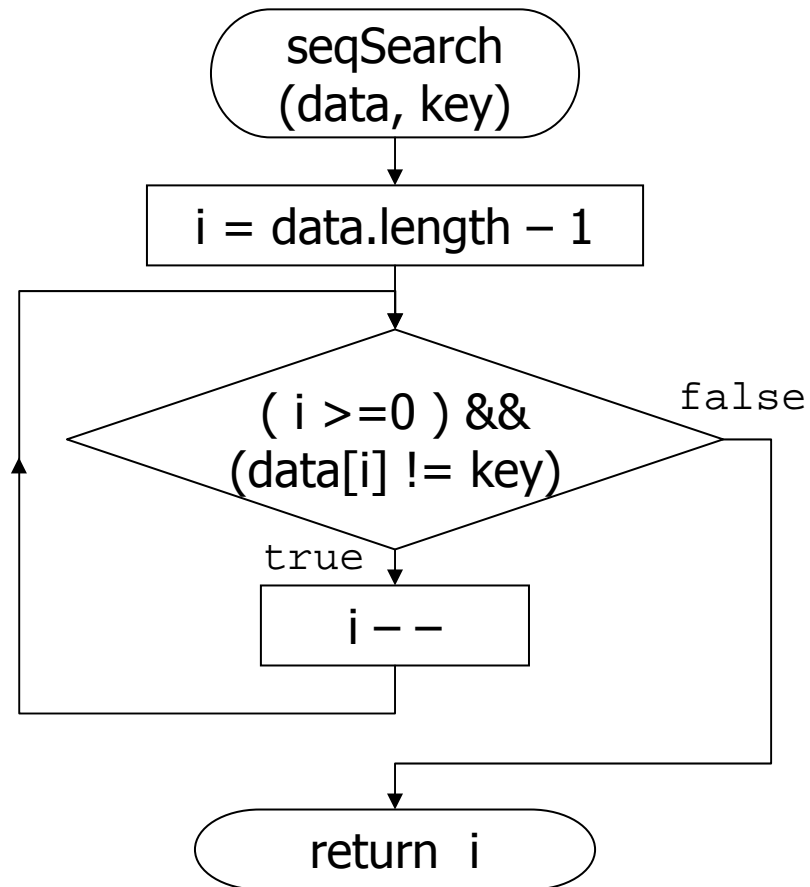 seqSearch
(data, key)
i = data.length – 1
( i >=0 ) &&
(data[i] != key)
false
true
i – –
return i